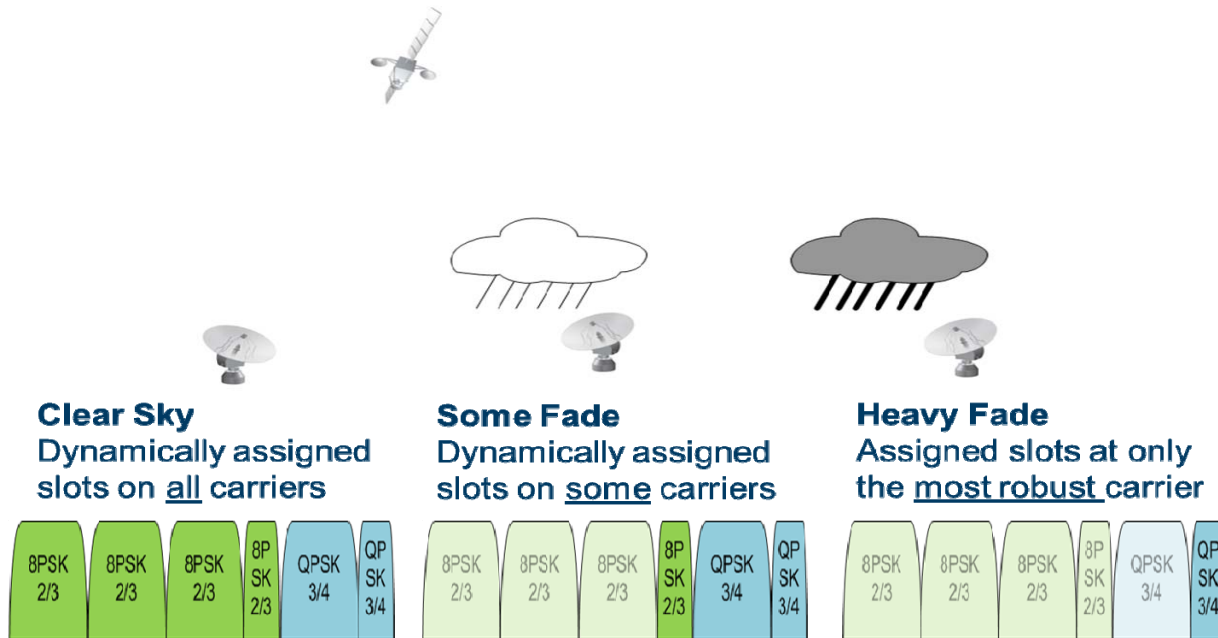 Clear Sky
Dynamically assigned
slots on all carriers
Some Fade
Dynamically assigned
slots on some carriers
Heavy Fade
Assigned slots at only
the most robust carrier
8PSK
2/3
8PSK
2/3
8PSK
2/3
8P
SK
2/3
QPSK
3/4
QP
SK
3/4
8PSK
2/3
8PSK
2/3
8PSK
2/3
8P
SK
2/3
QPSK
3/4
QP
SK
3/4
8PSK
2/3
8PSK
2/3
8PSK
2/3
8P
SK
2/3
QPSK
3/4
QP
SK
3/4